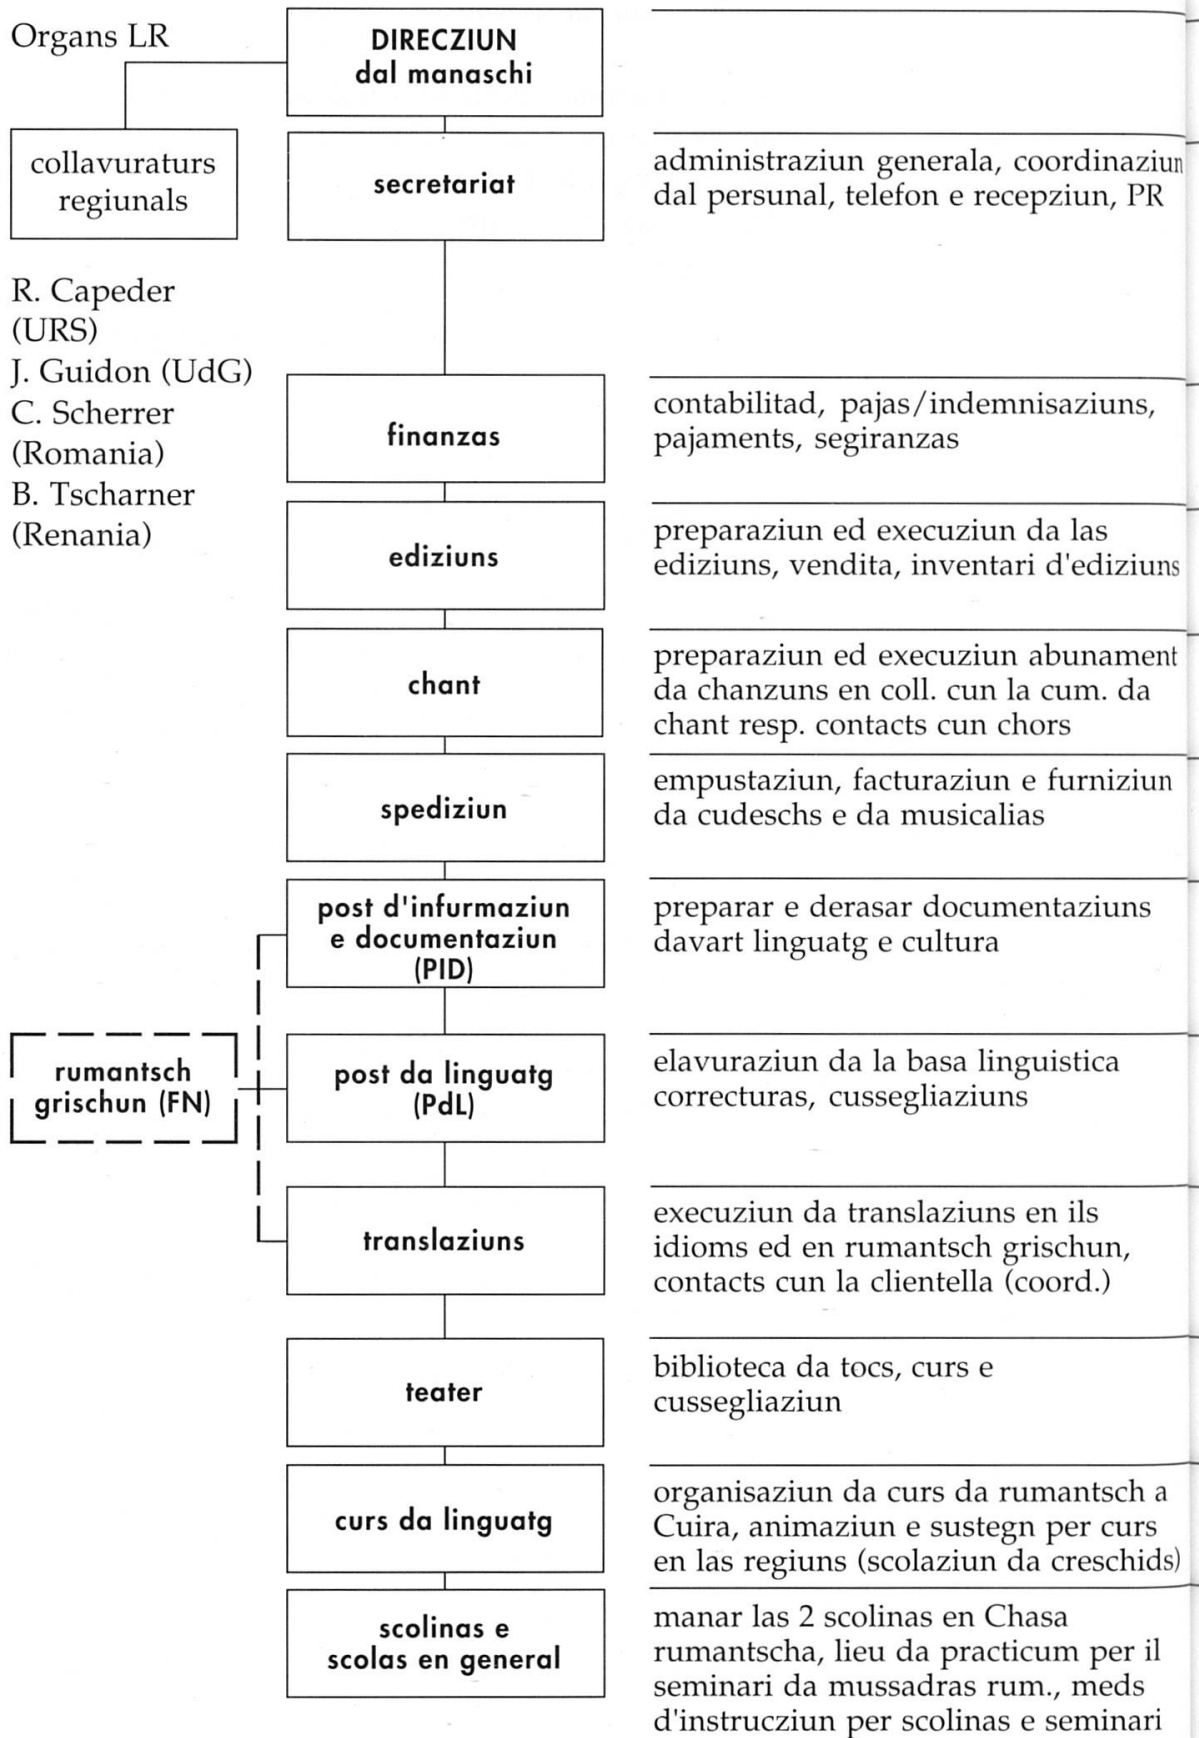 Organs LR
DIRECZIUN
dal manaschi
collavuraturs
regiunals
secretariat
administraziun generala, coordinaziun
dal persunal, telefon e recepziun, PR
R. Capeder
(URS)
J. Guidon (UdG)
C. Scherrer
(Romania)
B. Tscharner
(Renania)
finanzas
contabilitad, pajas/indemnisaziuns,
pajaments, segiranzas
ediziuns
preparaziun ed execuziun da las
ediziuns, vendita, inventari d'ediziuns
chant
preparaziun ed execuziun abunament
da chanzuns en coll. cun la cum. da
chant resp. contacts cun chors
spediziun
empustaziun, facturaziun e furniziun
da cudeschs e da musicalias
post d'infurmaziun
e documentaziun
(PID)
preparar e derasar documentaziuns
davart linguatg e cultura
rumantsch
grischun (FN)
post da linguatg
(PdL)
elavuraziun da la basa linguistica
correcturas, cussegliaziuns
translaziuns
execuziun da translaziuns en ils
idioms ed en rumantsch grischun,
contacts cun la clientella (coord.)
teater
biblioteca da tocs, curs e
cussegliaziun
curs da linguatg
organisaziun da curs da rumantsch a
Cuira, animaziun e sustegn per curs
en las regiuns (scolaziun da creschids)
scolinas e
scolas en general
manar las 2 scolinas en Chasa
rumantscha, lieu da practicum per il
seminari da mussadras rum., meds
d'instrucziun per scolinas e seminari